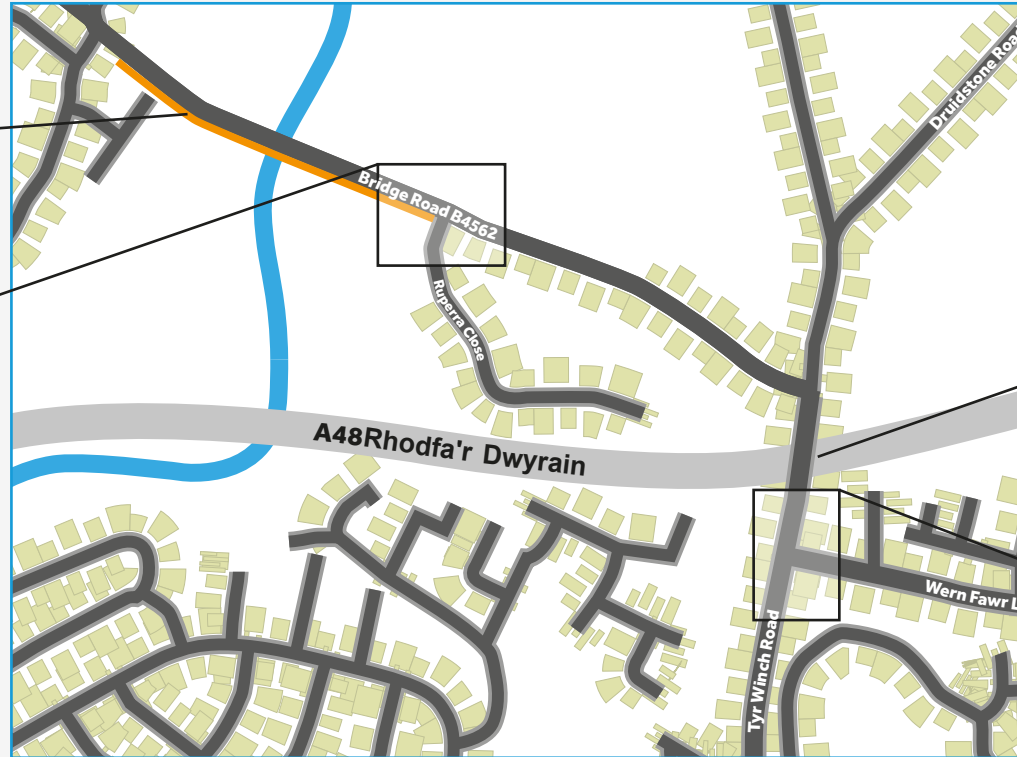 Druidstone Road
Bridge Road B4562
Ruperra Close
A48Rhodfa'r Dwyrain
Wern Fawr L
Tyr Winch Road